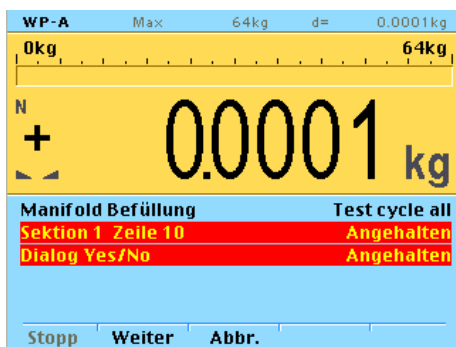 WP-A Max 64kg d= 0.0001kg
0kg 64kg
N
+ 0.0001 kg
Manifold Befüllung Test cycle all
Sektion 1 Zeile 10 Angehalten
Dialog Yes/No Angehalten
Stopp Weiter Abbr.